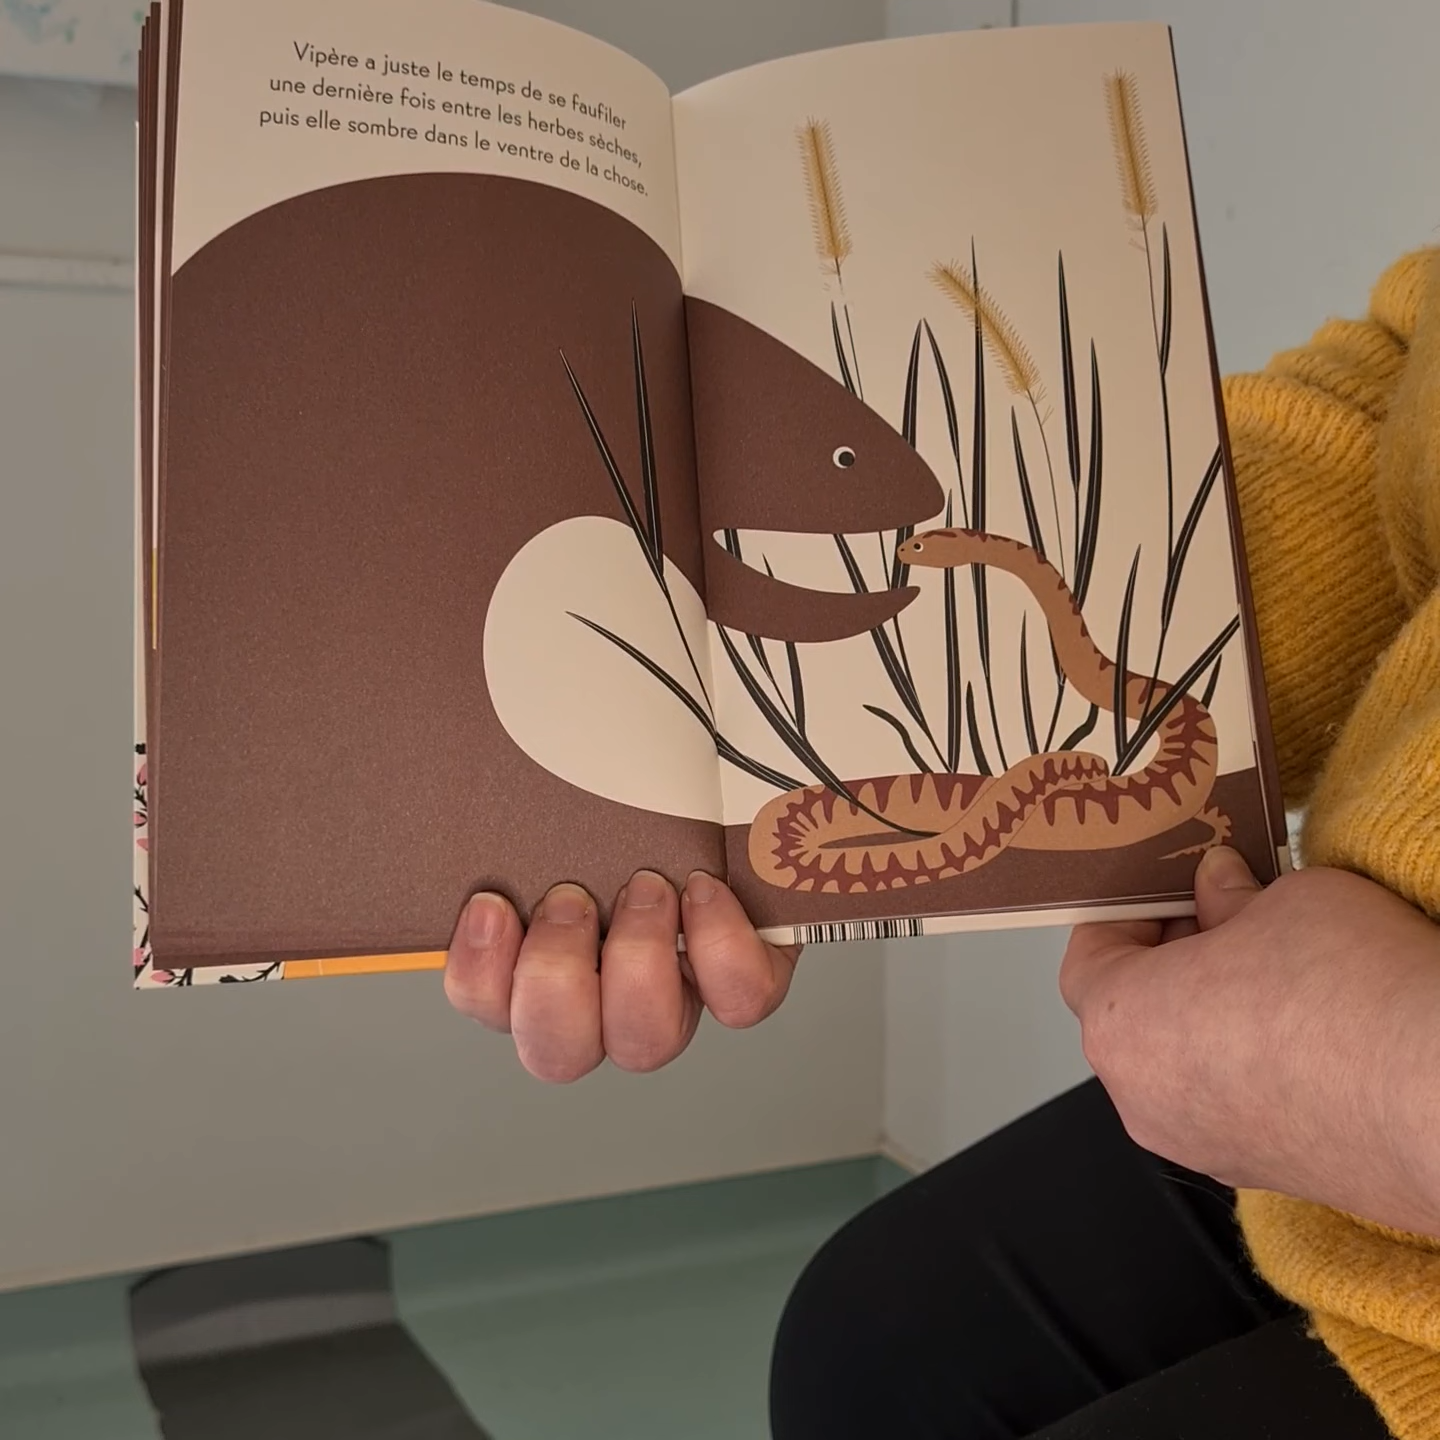 Vipère a juste le temps de se faufiler
une dernière fois entre les herbes sèches,
puis elle sombre dans le ventre de la chose.